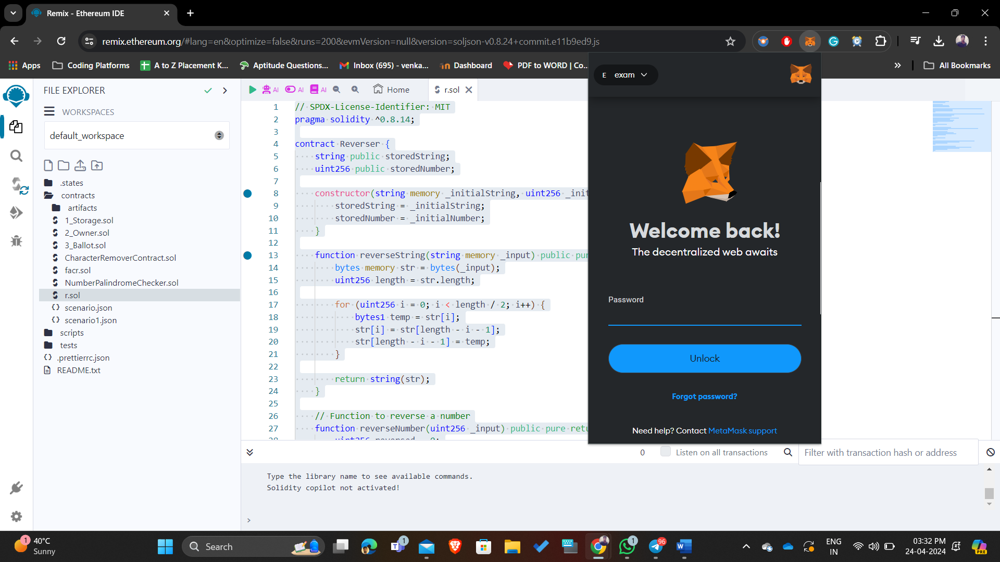 Remix - Ethereum IDE
remix.ethereum.org/#lang=en&optimize=false&runs=200&evmVersion=null&version=soljson-v0.8.24+commit.e11b9ed9.js
Apps
Coding Platforms
A to Z Placement K...
Aptitude Questions...
Inbox (695) - venka...
Dashboard
PDF to WORD | Co...
All Bookmarks
FILE EXPLORER
WORKSPACES
default_workspace
.states
contracts
artifacts
1_Storage.sol
2_Owner.sol
3_Ballot.sol
CharacterRemoverContract.sol
facr.sol
NumberPalindromeChecker.sol
r.sol
scenario.json
scenario1.json
scripts
tests
.prettierrc.json
README.txt
AI
AI
AI
Home
r.sol
1 // SPDX-License-Identifier: MIT
2 pragma solidity ^0.8.14;
3
4 contract Reverser {
5 string public storedString;
6 uint256 public storedNumber;
7
8 constructor(string memory _initialString, uint256 _init
9 storedString = _initialString;
10 storedNumber = _initialNumber;
11 }
12
13 function reverseString(string memory _input) public pur
14 bytes memory str = bytes(_input);
15 uint256 length = str.length;
16
17 for (uint256 i = 0; i < length / 2; i++) {
18 bytes1 temp = str[i];
19 str[i] = str[length - i - 1];
20 str[length - i - 1] = temp;
21 }
22
23 return string(str);
24 }
25
26 // Function to reverse a number
27 function reverseNumber(uint256 _input) public pure retu
28 uint256 reversed = 0;
E exam
Welcome back!
The decentralized web awaits
Password
Unlock
Forgot password?
Need help? Contact MetaMask support
0
Listen on all transactions
Filter with transaction hash or address
Type the library name to see available commands.
Solidity copilot not activated!
>
1
40°C
Sunny
Search
1
1
96
ENG
IN
03:32 PM
24-04-2024
PRE